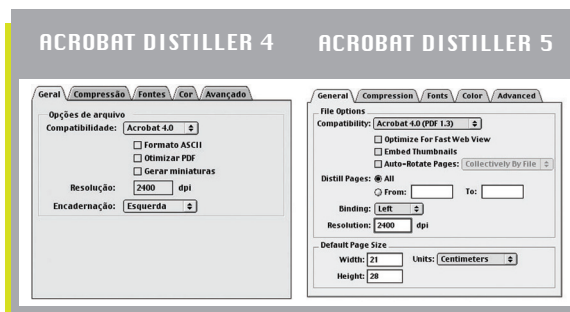 ACROBAT DISTILLER 4
Geral Compressão Fontes Cor Avançado
Opções de arquivo
Compatibilidade: Acrobat 4.0
Formato ASCII
Otimizar PDF
Gerar miniaturas
Resolução: 2400 dpi
Encadernação: Esquerda
ACROBAT DISTILLER 5
General Compression Fonts Color Advanced
File Options
Compatibility: Acrobat 4.0 (PDF 1.3)
Optimize For Fast Web View
Embed Thumbnails
Auto-Rotate Pages: Collectively By File
Distill Pages: All
From: To:
Binding: Left
Resolution: 2400 dpi
Default Page Size
Width: 21 Units: Centimeters
Height: 28